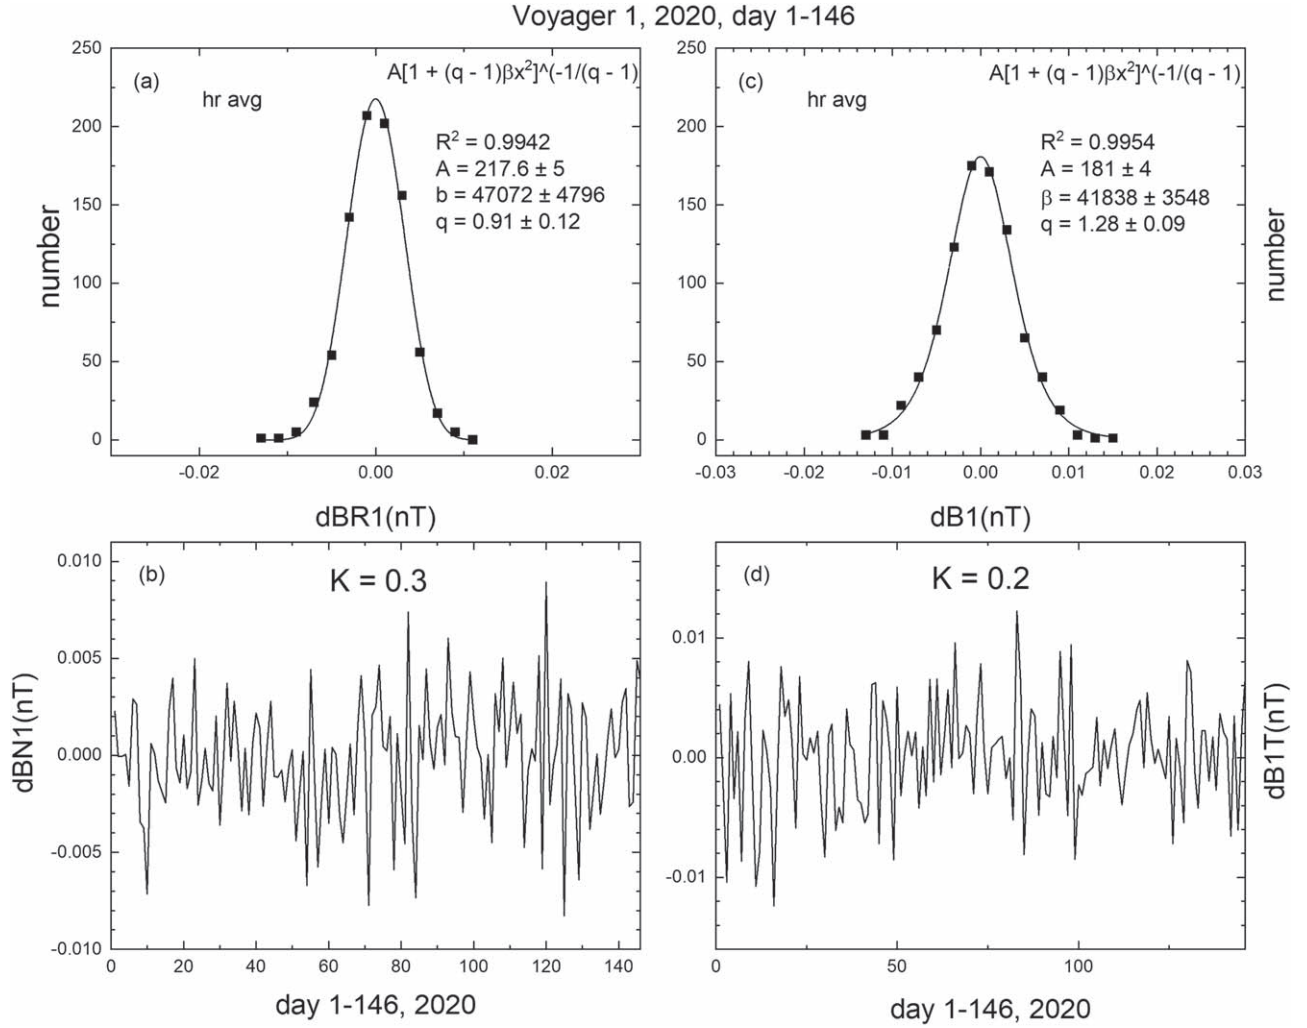 Voyager 1, 2020, day 1-146
(a)
A[1 + (q - 1)βx²]^(-1/(q - 1)
hr avg
R² = 0.9942
A = 217.6 ± 5
b = 47072 ± 4796
q = 0.91 ± 0.12
number
250
200
150
100
50
0
-0.02
0.00
0.02
dBR1(nT)
(c)
A[1 + (q - 1)βx²]^(-1/(q - 1)
hr avg
R² = 0.9954
A = 181 ± 4
β = 41838 ± 3548
q = 1.28 ± 0.09
number
250
200
150
100
50
0
-0.03
-0.02
-0.01
0.00
0.01
0.02
0.03
dB1(nT)
(b)
K = 0.3
dBN1(nT)
0.010
0.005
0.000
-0.005
-0.010
0
20
40
60
80
100
120
140
day 1-146, 2020
(d)
K = 0.2
dB1T(nT)
0.01
0.00
-0.01
0
50
100
day 1-146, 2020